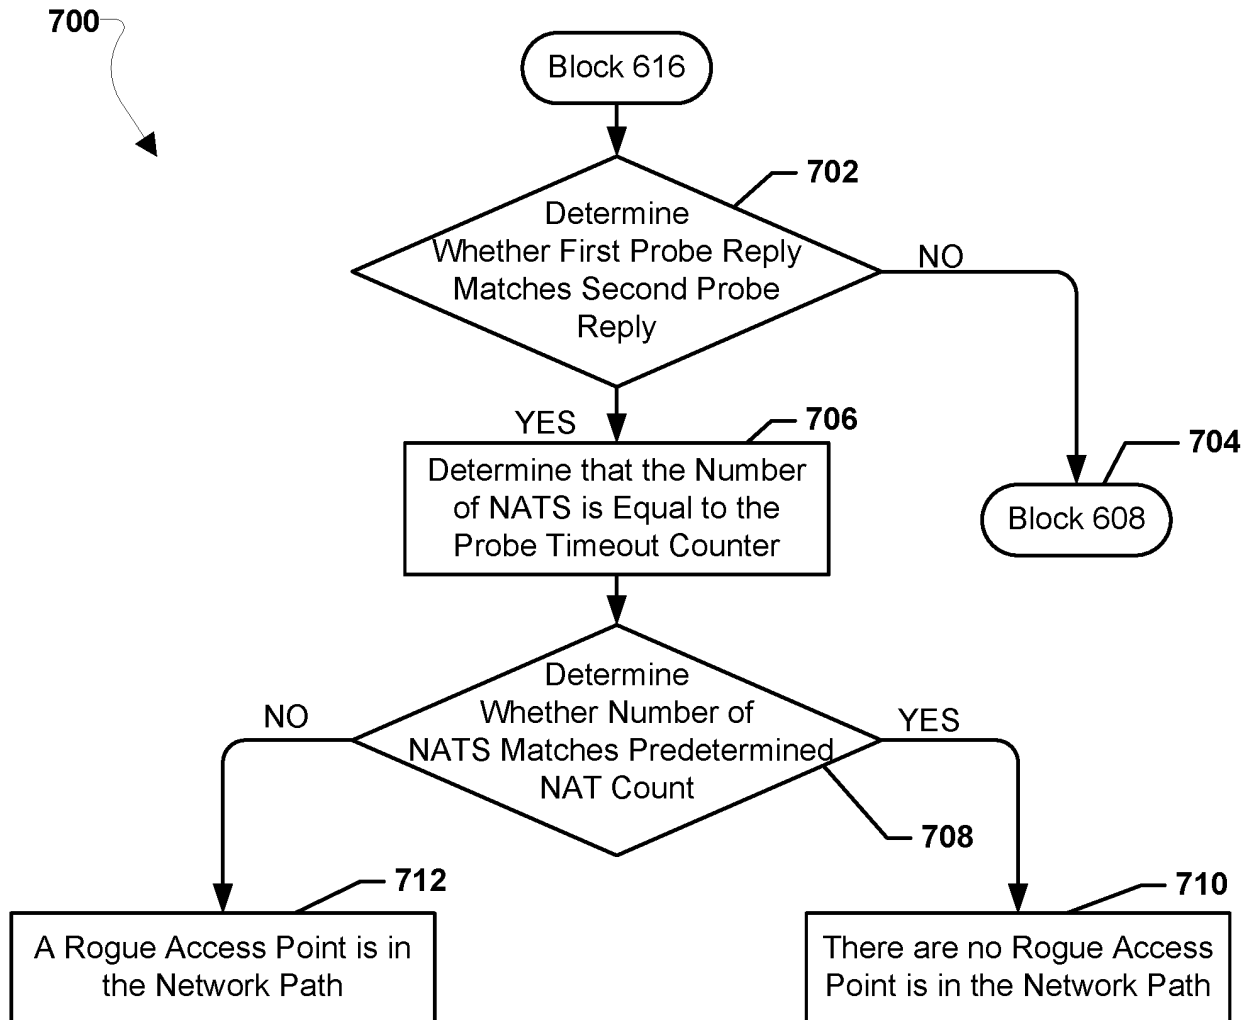 700
Block 616
702
Determine
Whether First Probe Reply
Matches Second Probe
Reply
NO
YES
706
704
Determine that the Number
of NATS is Equal to the
Probe Timeout Counter
Block 608
Determine
Whether Number of
NATS Matches Predetermined
NAT Count
NO
YES
708
712
710
A Rogue Access Point is in
the Network Path
There are no Rogue Access
Point is in the Network Path